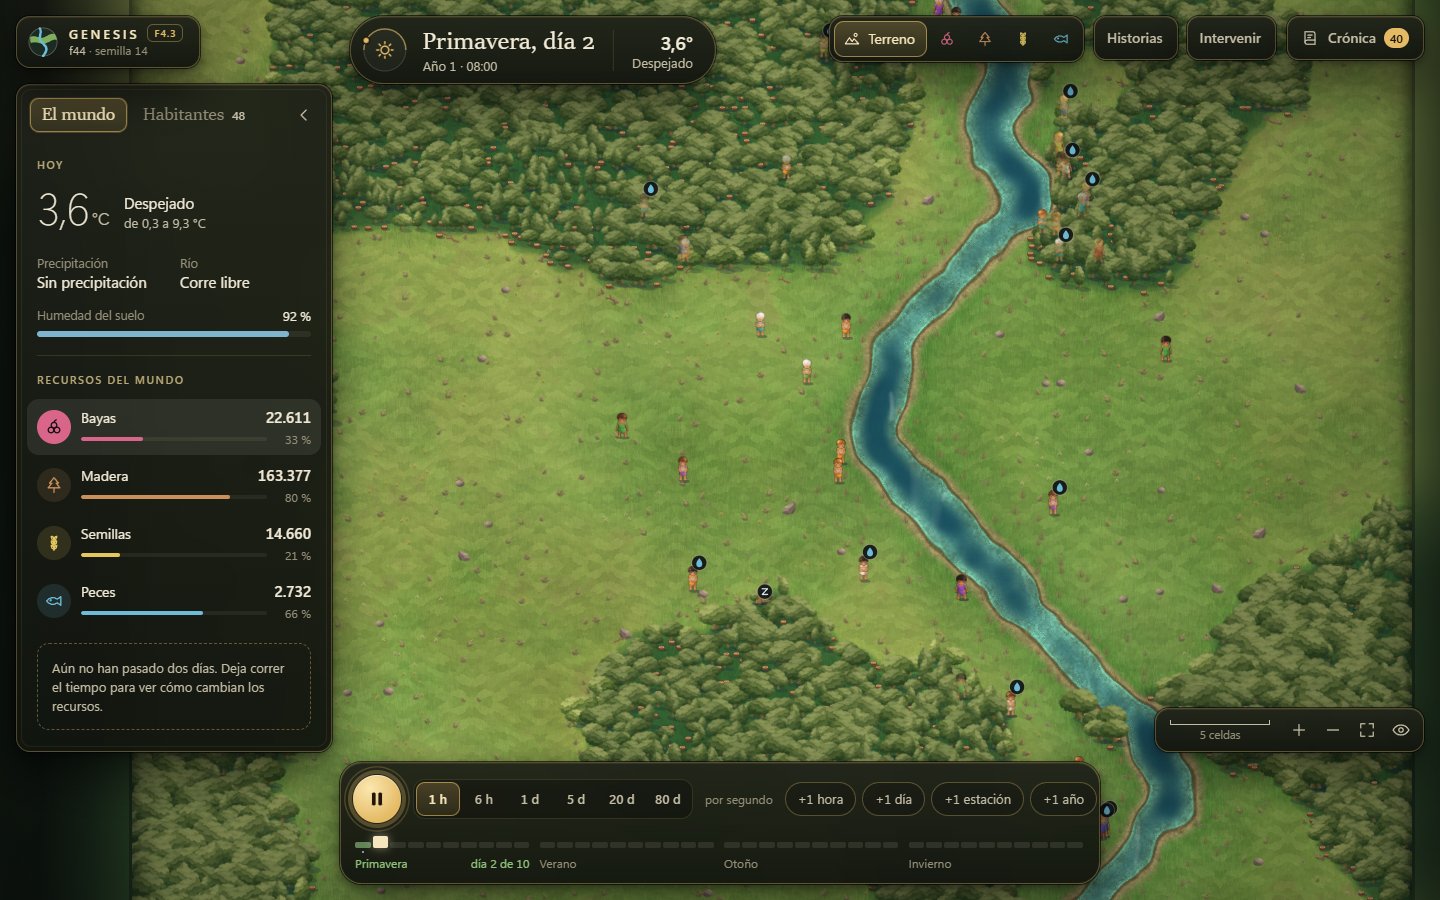 GENESIS F4.3
f44 · semilla 14
Primavera, día 2
Año 1 · 08:00
3,6°
Despejado
Terreno
Historias
Intervenir
Crónica 40
El mundo
Habitantes 48
HOY
3,6 °C
Despejado
de 0,3 a 9,3 °C
Precipitación
Sin precipitación
Río
Corre libre
Humedad del suelo 92 %
RECURSOS DEL MUNDO
Bayas 22.611
33 %
Madera 163.377
80 %
Semillas 14.660
21 %
Peces 2.732
66 %
Aún no han pasado dos días. Deja correr
el tiempo para ver cómo cambian los
recursos.
z
5 celdas
1 h 6 h 1 d 5 d 20 d 80 d por segundo +1 hora +1 día +1 estación +1 año
Primavera día 2 de 10 Verano Otoño Invierno